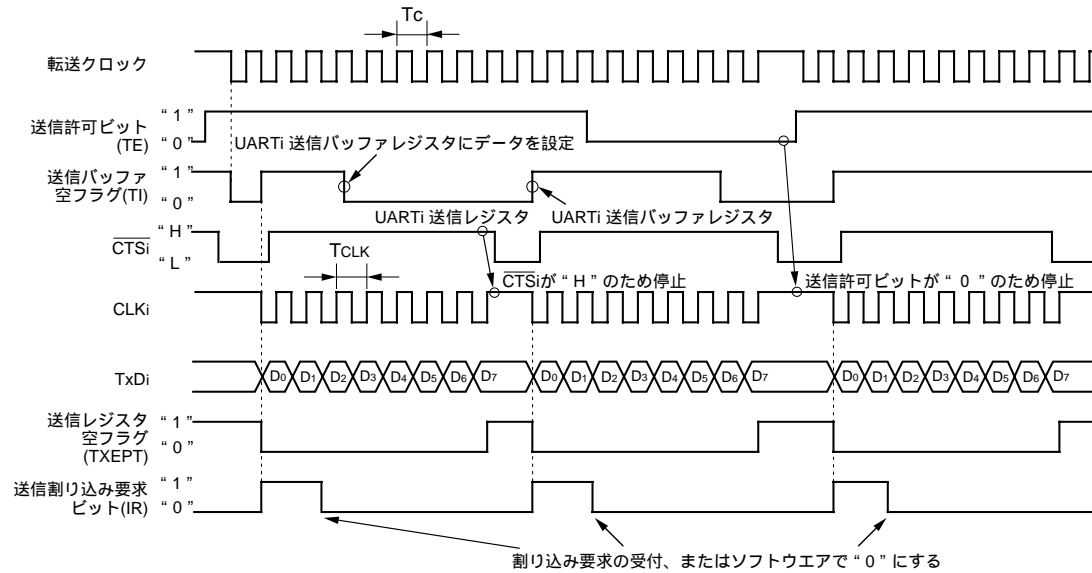 Tc
転送クロック
送信許可ビット
(TE)
“ 1 ”
“ 0 ”
UARTi 送信バッファレジスタにデータを設定
送信バッファ
空フラグ(TI)
“ 1 ”
“ 0 ”
UARTi 送信レジスタ
UARTi 送信バッファレジスタ
CTSi
“ H ”
“ L ”
TCLK
CTSiが “ H ” のため停止
送信許可ビットが “ 0 ” のため停止
CLKi
TxDi
D0 D1 D2 D3 D4 D5 D6 D7
D0 D1 D2 D3 D4 D5 D6 D7
D0 D1 D2 D3 D4 D5 D6 D7
送信レジスタ
空フラグ
(TXEPT)
“ 1 ”
“ 0 ”
送信割り込み要求
ビット(IR)
“ 1 ”
“ 0 ”
割り込み要求の受付、またはソフトウエアで “ 0 ” にする